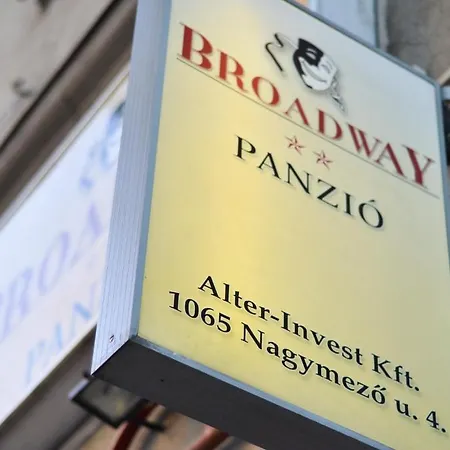 BROADWAY
PANZIÓ
Alter-Invest Kft.
1065 Nagymező u. 4.